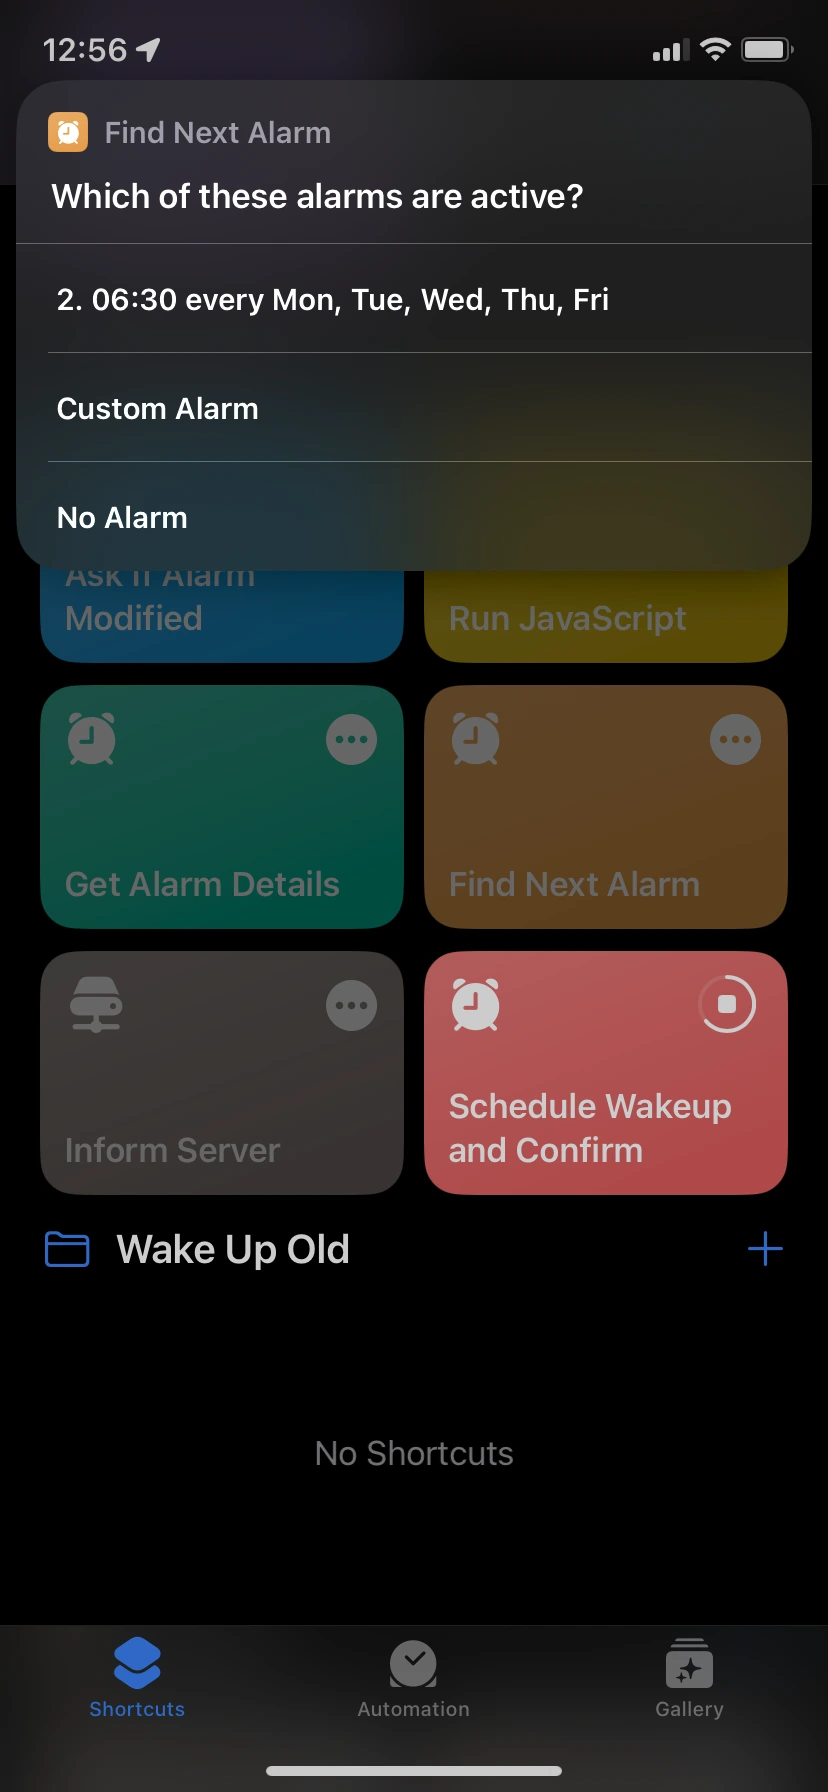 12:56
Find Next Alarm
Which of these alarms are active?
2. 06:30 every Mon, Tue, Wed, Thu, Fri
Custom Alarm
No Alarm
Ask If Alarm
Modified
Run JavaScript
Get Alarm Details
Find Next Alarm
Inform Server
Schedule Wakeup
and Confirm
Wake Up Old
No Shortcuts
Shortcuts
Automation
Gallery